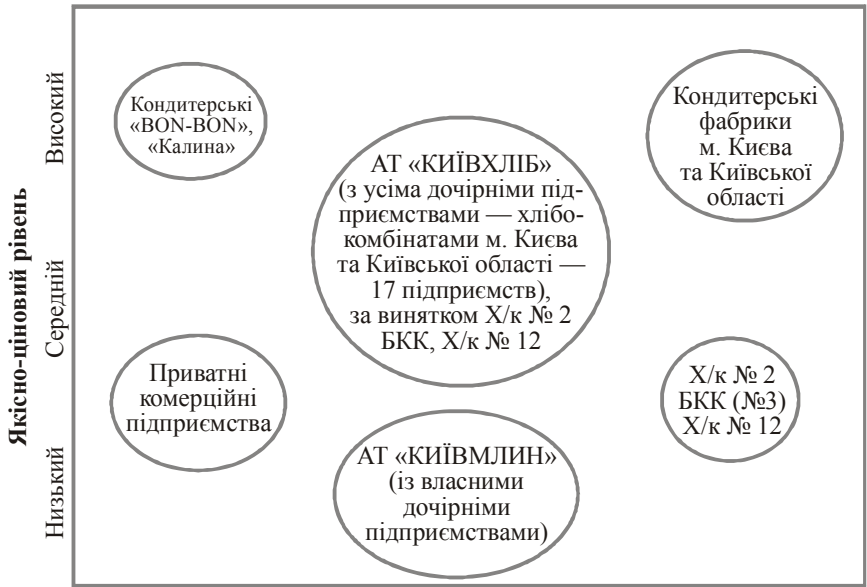 Якісно-ціновий рівень
Високий
Середній
Низький
Кондитерські
«BON-BON»,
«Калина»
АТ «КИЇВХЛІБ»
(з усіма дочірніми під-
приємствами — хлібо-
комбінатами м. Києва
та Київської області —
17 підприємств),
за винятком Х/к № 2
БКК, Х/к № 12
Кондитерські
фабрики
м. Києва
та Київської
області
Приватні
комерційні
підприємства
АТ «КИЇВМЛИН»
(із власними
дочірніми
підприємствами)
Х/к № 2
БКК (№3)
Х/к № 12